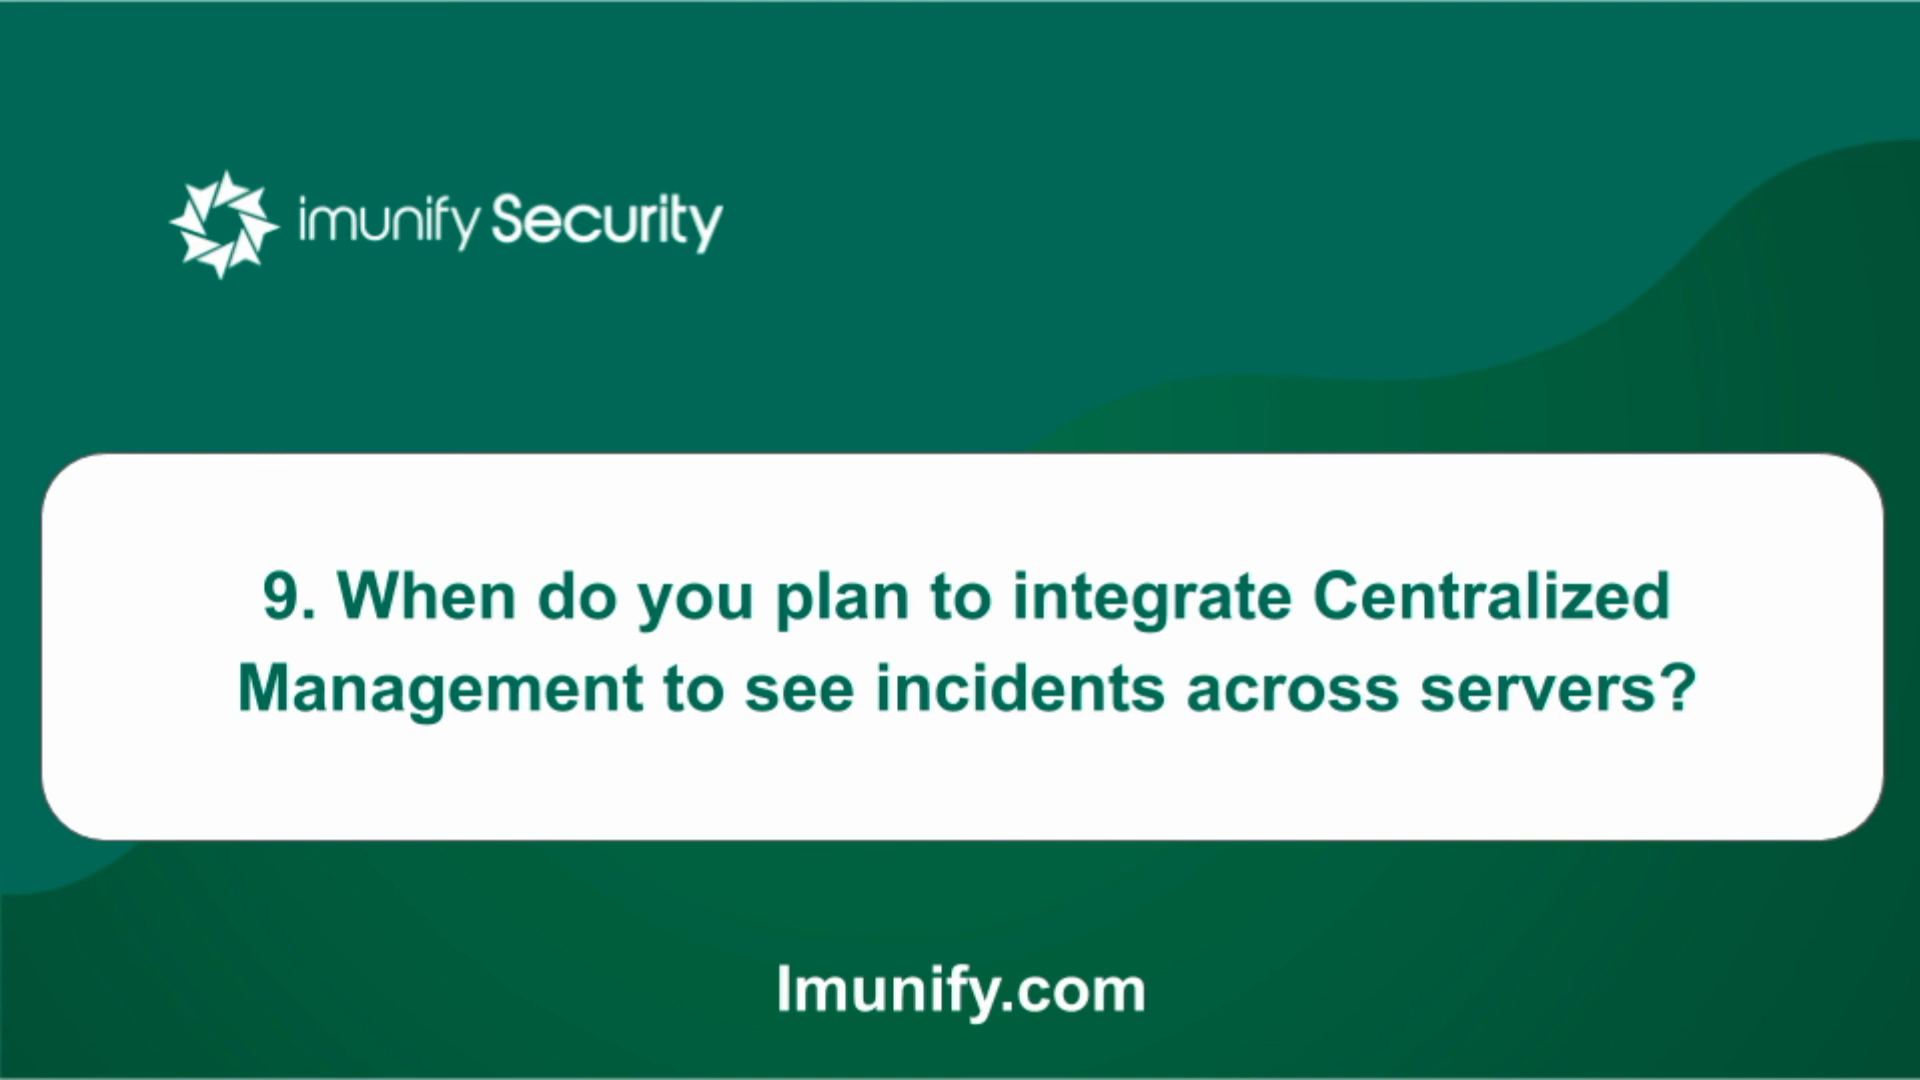 imunify Security
9. When do you plan to integrate Centralized
Management to see incidents across servers?
Imunify.com